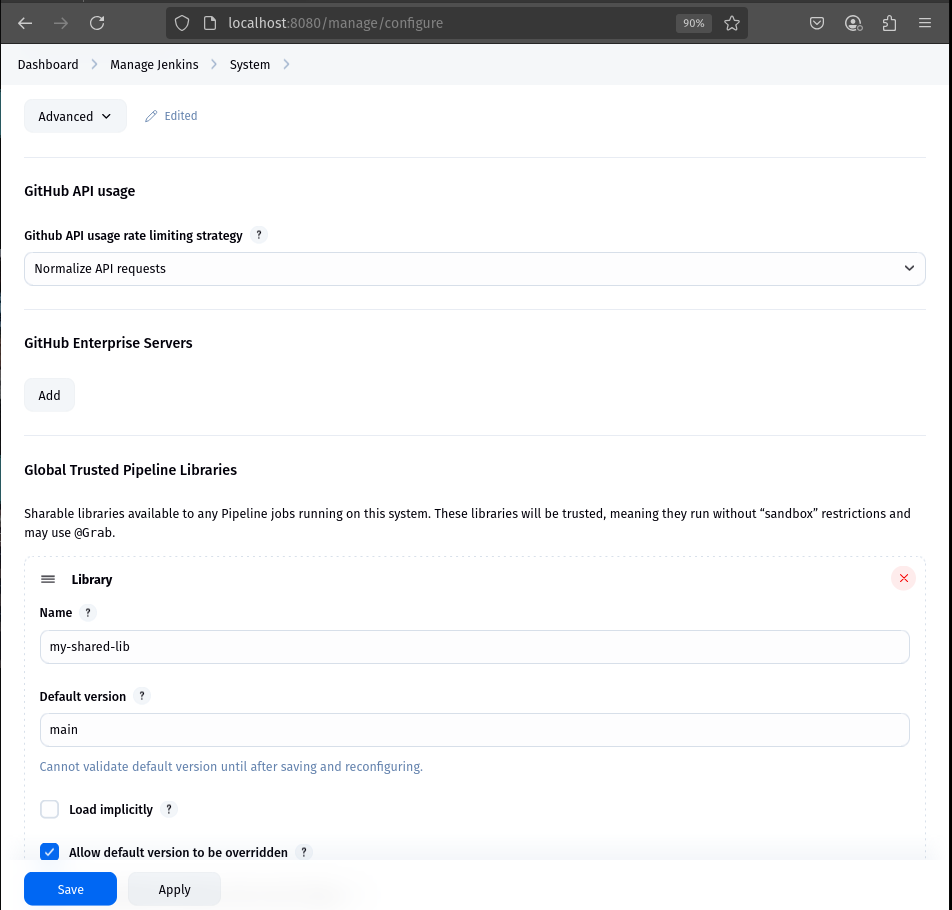 localhost:8080/manage/configure
90%
Dashboard
Manage Jenkins
System
Advanced
Edited
GitHub API usage
Github API usage rate limiting strategy ?
Normalize API requests
GitHub Enterprise Servers
Add
Global Trusted Pipeline Libraries
Sharable libraries available to any Pipeline jobs running on this system. These libraries will be trusted, meaning they run without “sandbox” restrictions and
may use @Grab.
Library
Name ?
my-shared-lib
Default version ?
main
Cannot validate default version until after saving and reconfiguring.
Load implicitly ?
Allow default version to be overridden ?
Save
Apply